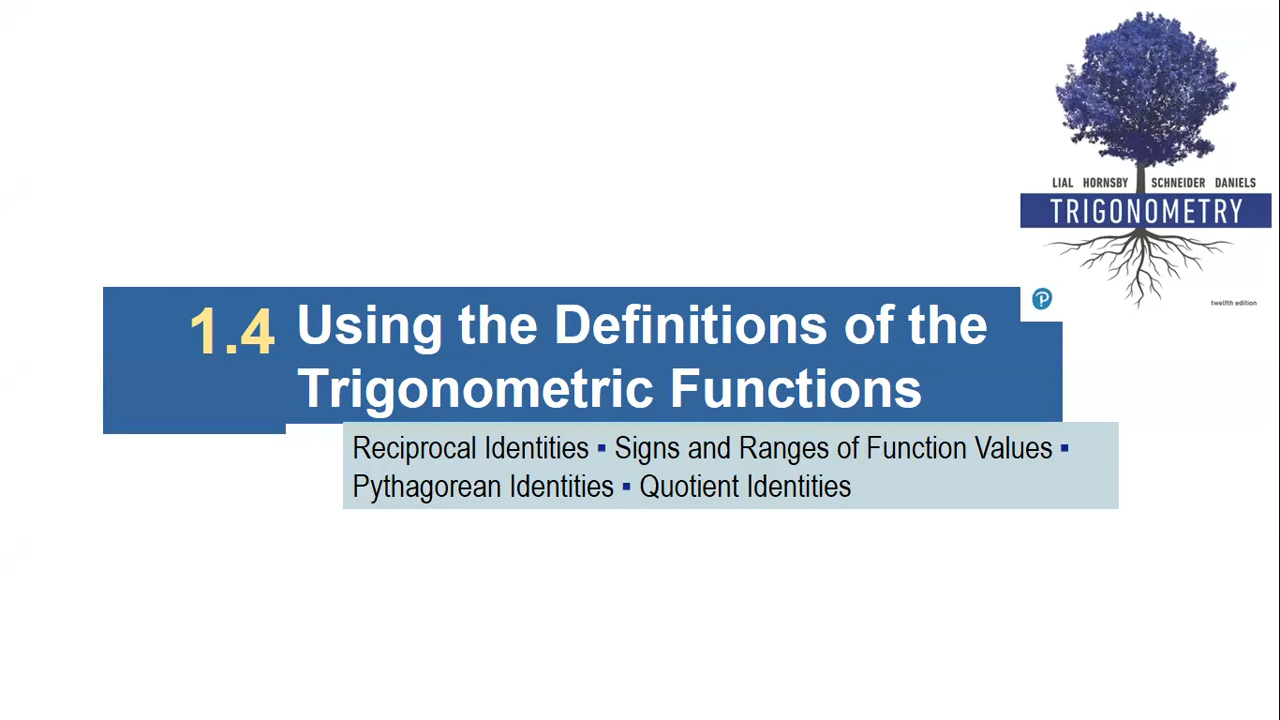 LIAL HORNSBY SCHNEIDER DANIELS
TRIGONOMETRY
twelfth edition
1.4 Using the Definitions of the
Trigonometric Functions
Reciprocal Identities ▪ Signs and Ranges of Function Values ▪
Pythagorean Identities ▪ Quotient Identities